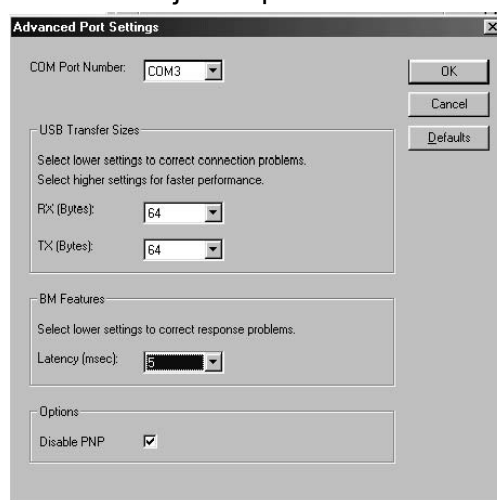 Advanced Port Settings
COM Port Number: COM3
OK
Cancel
Defaults
USB Transfer Sizes
Select lower settings to correct connection problems.
Select higher settings for faster performance.
RX (Bytes): 64
TX (Bytes): 64
BM Features
Select lower settings to correct response problems.
Latency (msec): 5
Options
Disable PNP